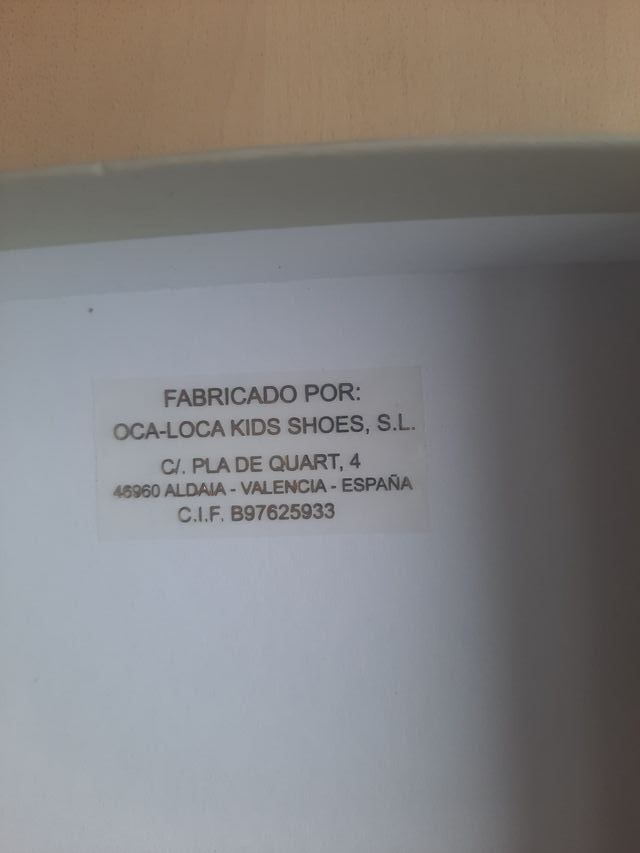 FABRICADO POR:
OCA-LOCA KIDS SHOES, S.L.
C/. PLA DE QUART, 4
46960 ALDAIA - VALENCIA - ESPAÑA
C.I.F. B97625933